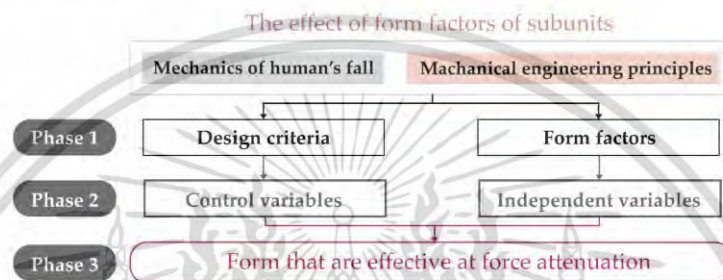 The effect of form factors of subunits
Mechanics of human's fall Machanical engineering principles
Phase 1 Design criteria Form factors
Phase 2 Control variables Independent variables
Phase 3 Form that are effective at force attenuation